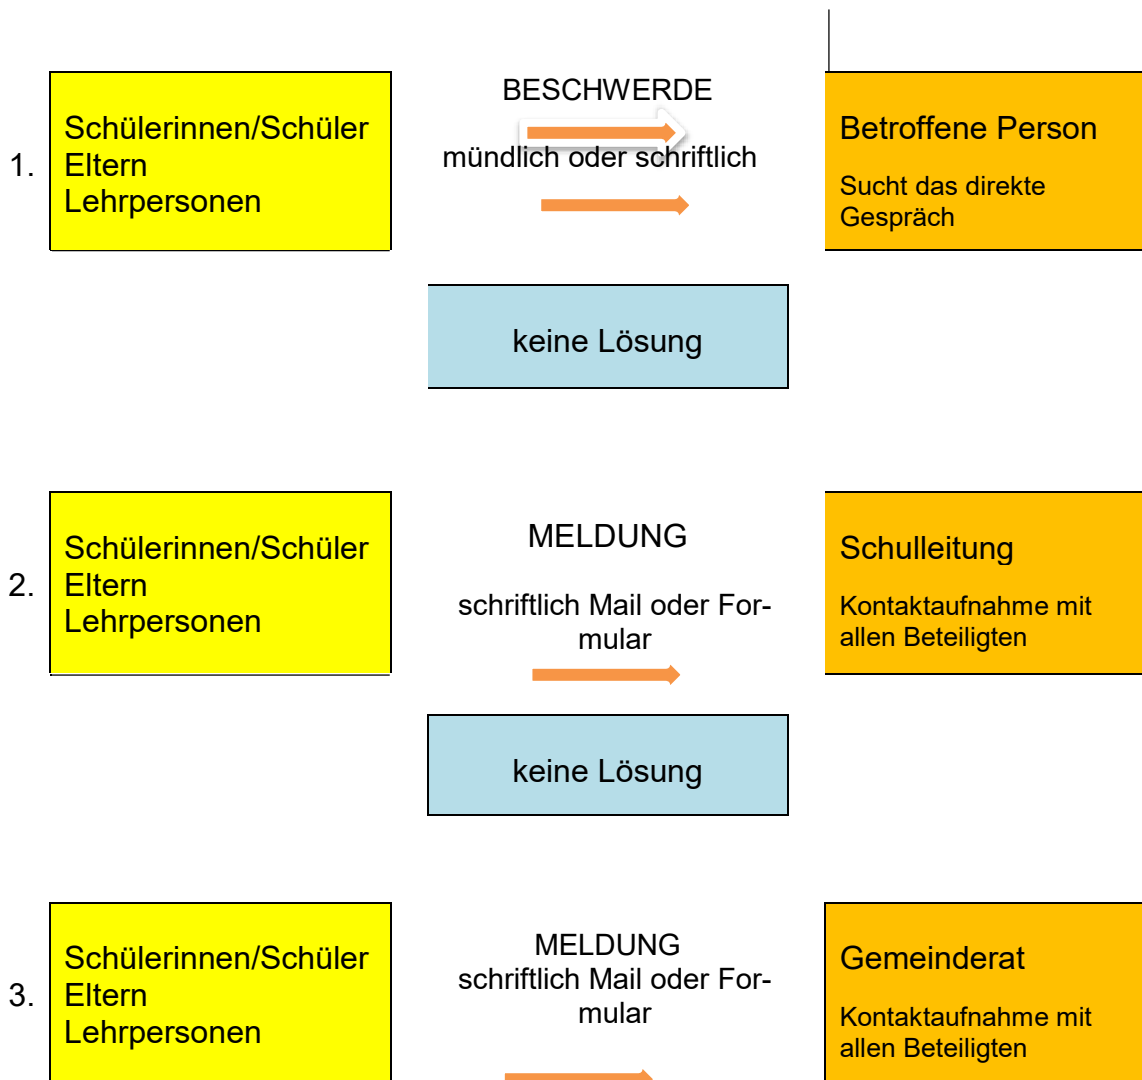 1.
Schülerinnen/Schüler
Eltern
Lehrpersonen
BESCHWERDE
mündlich oder schriftlich
Betroffene Person
Sucht das direkte
Gespräch
keine Lösung
2.
Schülerinnen/Schüler
Eltern
Lehrpersonen
MELDUNG
schriftlich Mail oder For-
mular
Schulleitung
Kontaktaufnahme mit
allen Beteiligten
keine Lösung
3.
Schülerinnen/Schüler
Eltern
Lehrpersonen
MELDUNG
schriftlich Mail oder For-
mular
Gemeinderat
Kontaktaufnahme mit
allen Beteiligten